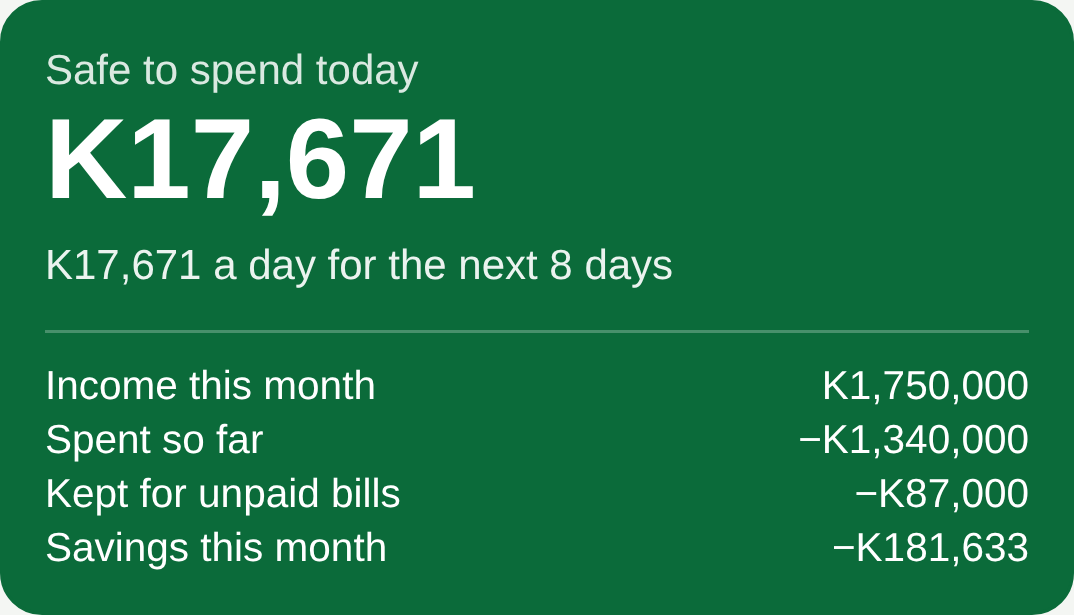 Safe to spend today
K17,671
K17,671 a day for the next 8 days
Income this month K1,750,000
Spent so far −K1,340,000
Kept for unpaid bills −K87,000
Savings this month −K181,633